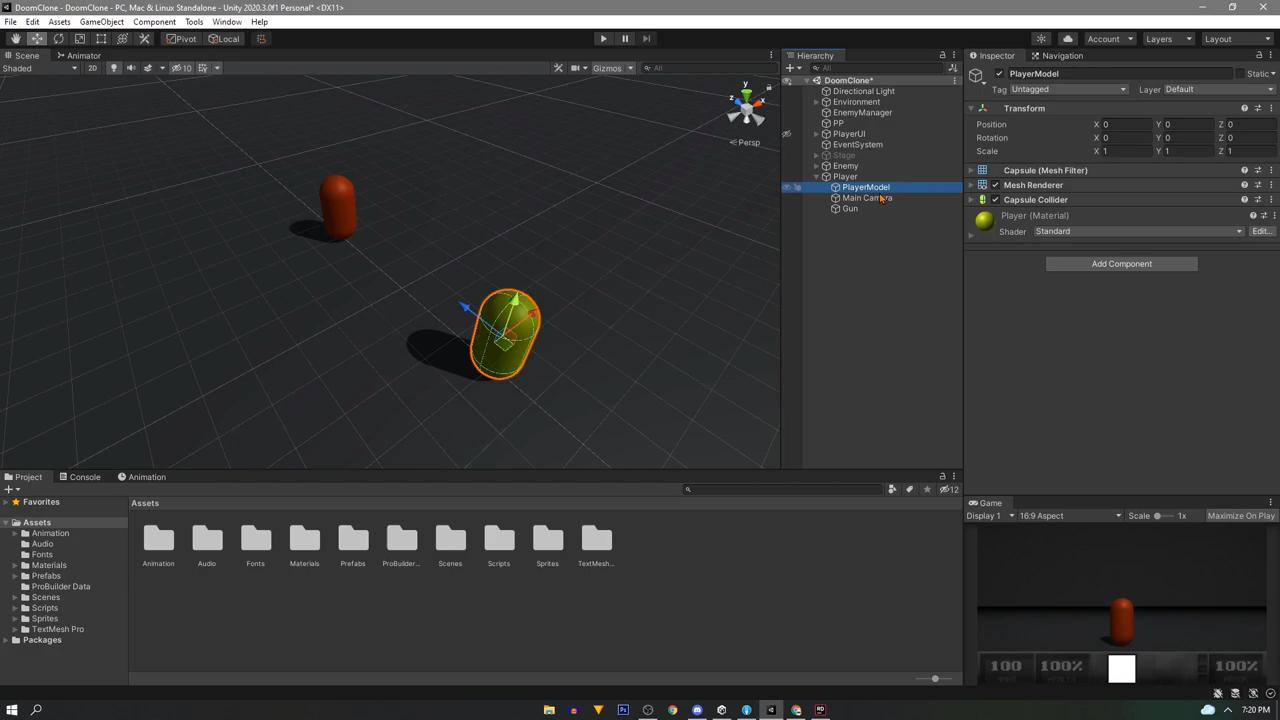 DoomClone - DoomClone - PC, Mac & Linux Standalone - Unity 2020.3.0f1 Personal* <DX11>
File Edit Assets GameObject Component Tools Window Help
Pivot Local Account Layers Layout
Scene Animator
Shaded 2D 10 Gizmos All
y
z x
Persp
Hierarchy
All
DoomClone*
Directional Light
Environment
EnemyManager
PP
PlayerUI
EventSystem
Stage
Enemy
Player
PlayerModel
Main Camera
Gun
Inspector Navigation
PlayerModel Static
Tag Untagged Layer Default
Transform
Position X 0 Y 0 Z 0
Rotation X 0 Y 0 Z 0
Scale X 1 Y 1 Z 1
Capsule (Mesh Filter)
Mesh Renderer
Capsule Collider
Player (Material)
Shader Standard Edit...
Add Component
Project Console Animation
12
Favorites
Assets
Animation
Audio
Fonts
Materials
Prefabs
ProBuilder Data
Scenes
Scripts
Sprites
TextMesh Pro
Packages
Assets
Animation Audio Fonts Materials Prefabs ProBuilder... Scenes Scripts Sprites TextMesh...
Game
Display 1 16:9 Aspect Scale 1x Maximize On Play
100 100% 100%
7:20 PM